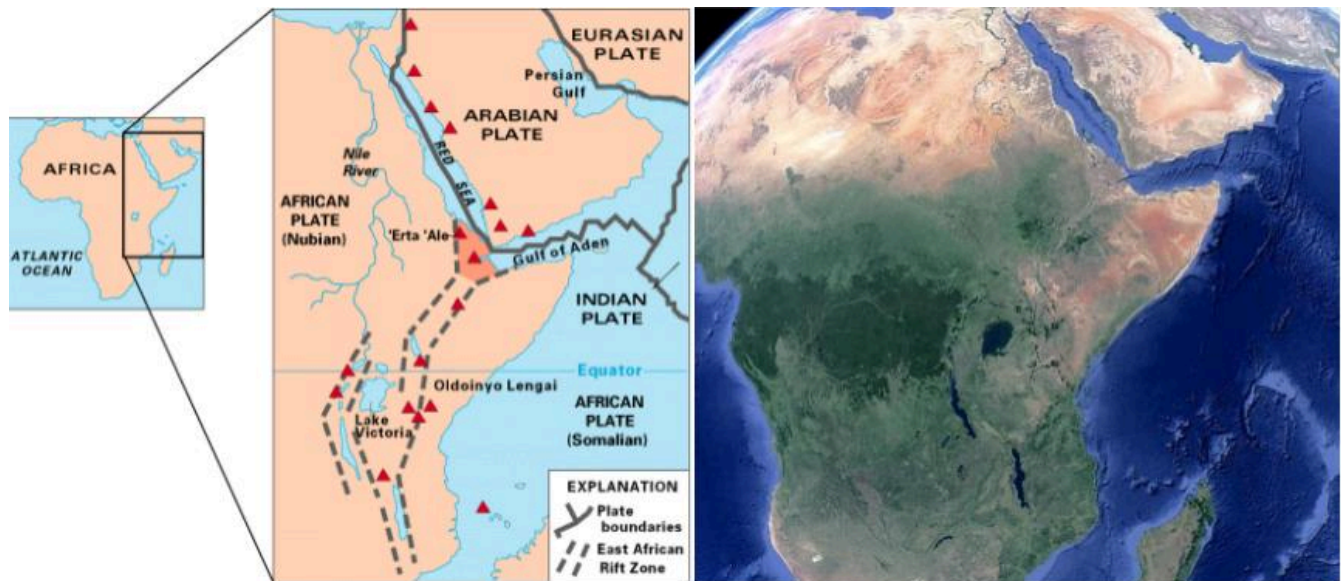 AFRICA
ATLANTIC
OCEAN
EURASIAN
PLATE
Persian
Gulf
ARABIAN
PLATE
Nile
River
RED
SEA
AFRICAN
PLATE
(Nubian)
'Erta 'Ale
Gulf of Aden
INDIAN
PLATE
Equator
Oldoinyo Lengai
Lake
Victoria
AFRICAN
PLATE
(Somalian)
EXPLANATION
Plate
boundaries
East African
Rift Zone